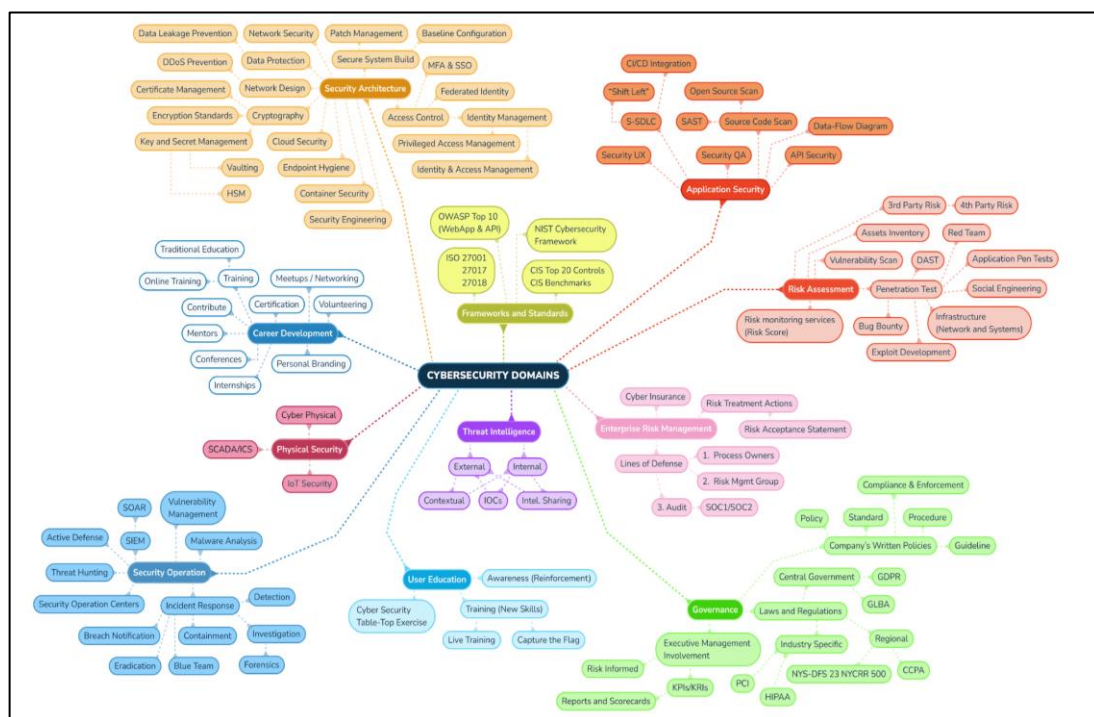 Data Leakage Prevention
Network Security
Patch Management
Baseline Configuration
DDoS Prevention
Data Protection
Secure System Build
MFA & SSO
Certificate Management
Network Design
Security Architecture
Federated Identity
Encryption Standards
Cryptography
Access Control
Identity Management
Key and Secret Management
Cloud Security
Privileged Access Management
Vaulting
Endpoint Hygiene
Identity & Access Management
HSM
Container Security
Security Engineering
CI/CD Integration
"Shift Left"
Open Source Scan
S-SDLC
SAST
Source Code Scan
Data-Flow Diagram
Security UX
Security QA
API Security
Application Security
OWASP Top 10
(WebApp & API)
NIST Cybersecurity
Framework
ISO 27001
27017
27018
CIS Top 20 Controls
CIS Benchmarks
Frameworks and Standards
3rd Party Risk
4th Party Risk
Assets Inventory
Red Team
Vulnerability Scan
DAST
Application Pen Tests
Risk Assessment
Penetration Test
Social Engineering
Risk monitoring services
(Risk Score)
Bug Bounty
Infrastructure
(Network and Systems)
Exploit Development
Traditional Education
Online Training
Training
Meetups / Networking
Contribute
Certification
Volunteering
Mentors
Career Development
Conferences
Personal Branding
Internships
CYBERSECURITY DOMAINS
Cyber Physical
SCADA/ICS
Physical Security
IoT Security
Threat Intelligence
External
Internal
Contextual
IOCs
Intel. Sharing
Cyber Insurance
Risk Treatment Actions
Enterprise Risk Management
Risk Acceptance Statement
Lines of Defense
1. Process Owners
2. Risk Mgmt Group
3. Audit
SOC1/SOC2
SOAR
Vulnerability
Management
Active Defense
SIEM
Malware Analysis
Threat Hunting
Security Operation
Security Operation Centers
Incident Response
Detection
Breach Notification
Containment
Investigation
Eradication
Blue Team
Forensics
User Education
Awareness (Reinforcement)
Cyber Security
Table-Top Exercise
Training (New Skills)
Live Training
Capture the Flag
Compliance & Enforcement
Policy
Standard
Procedure
Company's Written Policies
Guideline
Central Government
GDPR
Governance
Laws and Regulations
GLBA
Executive Management
Involvement
Industry Specific
Regional
Risk Informed
NYS-DFS 23 NYCRR 500
CCPA
KPIs/KRIs
PCI
Reports and Scorecards
HIPAA